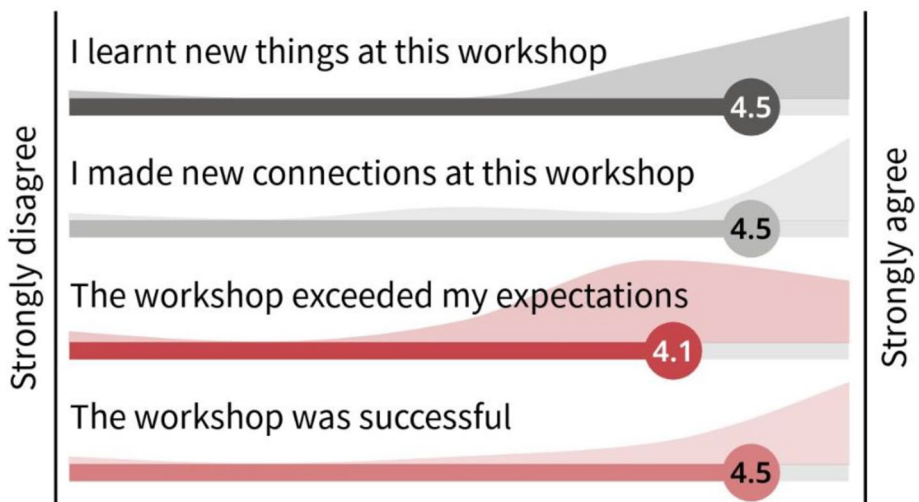 Strongly disagree
I learnt new things at this workshop
4.5
I made new connections at this workshop
4.5
The workshop exceeded my expectations
4.1
The workshop was successful
4.5
Strongly agree